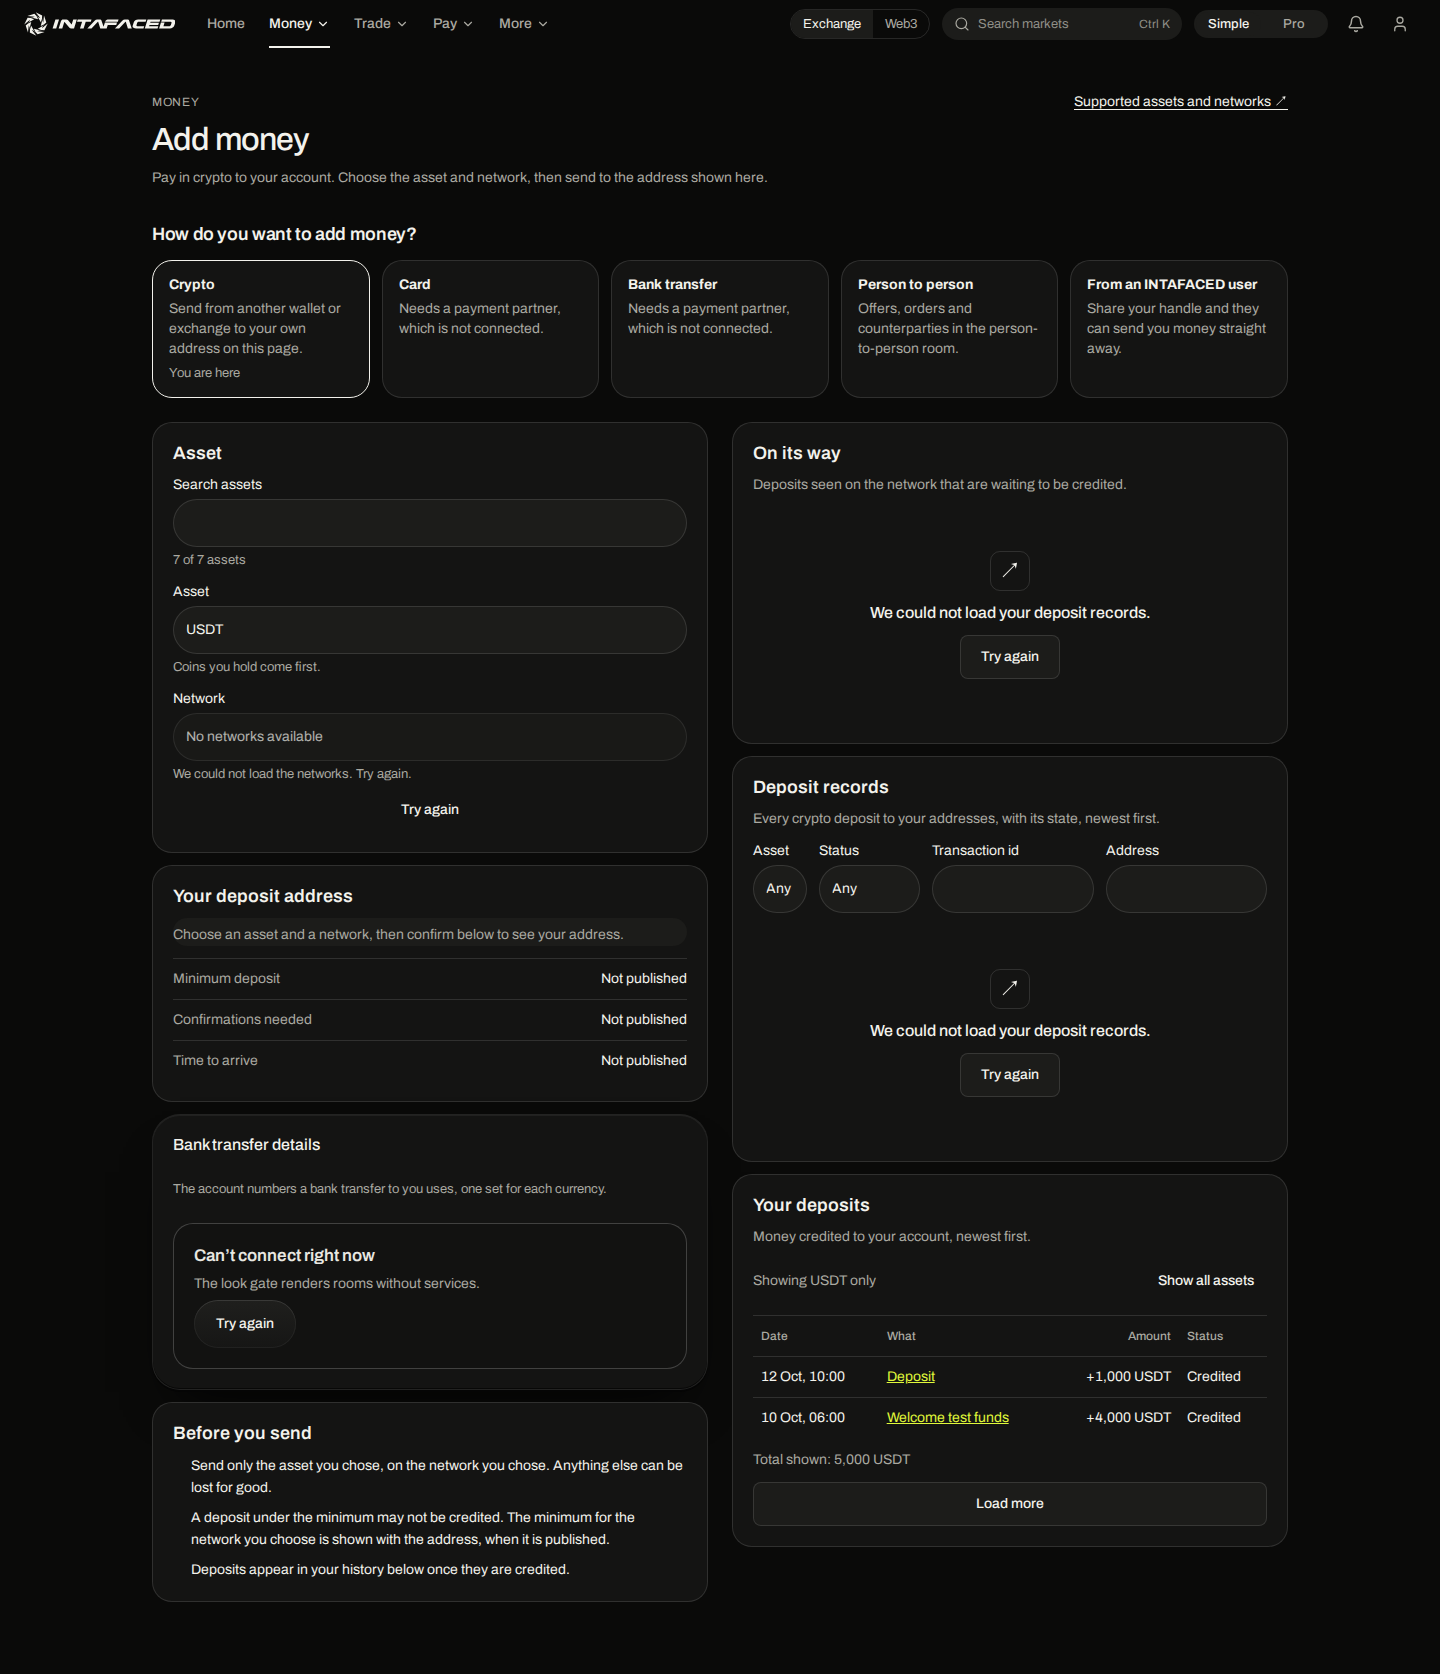 INTAFACED
Home
Money
Trade
Pay
More
Exchange
Web3
Search markets
Ctrl K
Simple
Pro
MONEY
Supported assets and networks
Add money
Pay in crypto to your account. Choose the asset and network, then send to the address shown here.
How do you want to add money?
Crypto
Send from another wallet or
exchange to your own
address on this page.
You are here
Card
Needs a payment partner,
which is not connected.
Bank transfer
Needs a payment partner,
which is not connected.
Person to person
Offers, orders and
counterparties in the person-
to-person room.
From an INTAFACED user
Share your handle and they
can send you money straight
away.
Asset
Search assets
7 of 7 assets
Asset
USDT
Coins you hold come first.
Network
No networks available
We could not load the networks. Try again.
Try again
Your deposit address
Choose an asset and a network, then confirm below to see your address.
Minimum deposit
Not published
Confirmations needed
Not published
Time to arrive
Not published
Bank transfer details
The account numbers a bank transfer to you uses, one set for each currency.
Can’t connect right now
The look gate renders rooms without services.
Try again
Before you send
Send only the asset you chose, on the network you chose. Anything else can be
lost for good.
A deposit under the minimum may not be credited. The minimum for the
network you choose is shown with the address, when it is published.
Deposits appear in your history below once they are credited.
On its way
Deposits seen on the network that are waiting to be credited.
We could not load your deposit records.
Try again
Deposit records
Every crypto deposit to your addresses, with its state, newest first.
Asset
Status
Transaction id
Address
Any
Any
We could not load your deposit records.
Try again
Your deposits
Money credited to your account, newest first.
Showing USDT only
Show all assets
Date
What
Amount
Status
12 Oct, 10:00
Deposit
+1,000 USDT
Credited
10 Oct, 06:00
Welcome test funds
+4,000 USDT
Credited
Total shown: 5,000 USDT
Load more